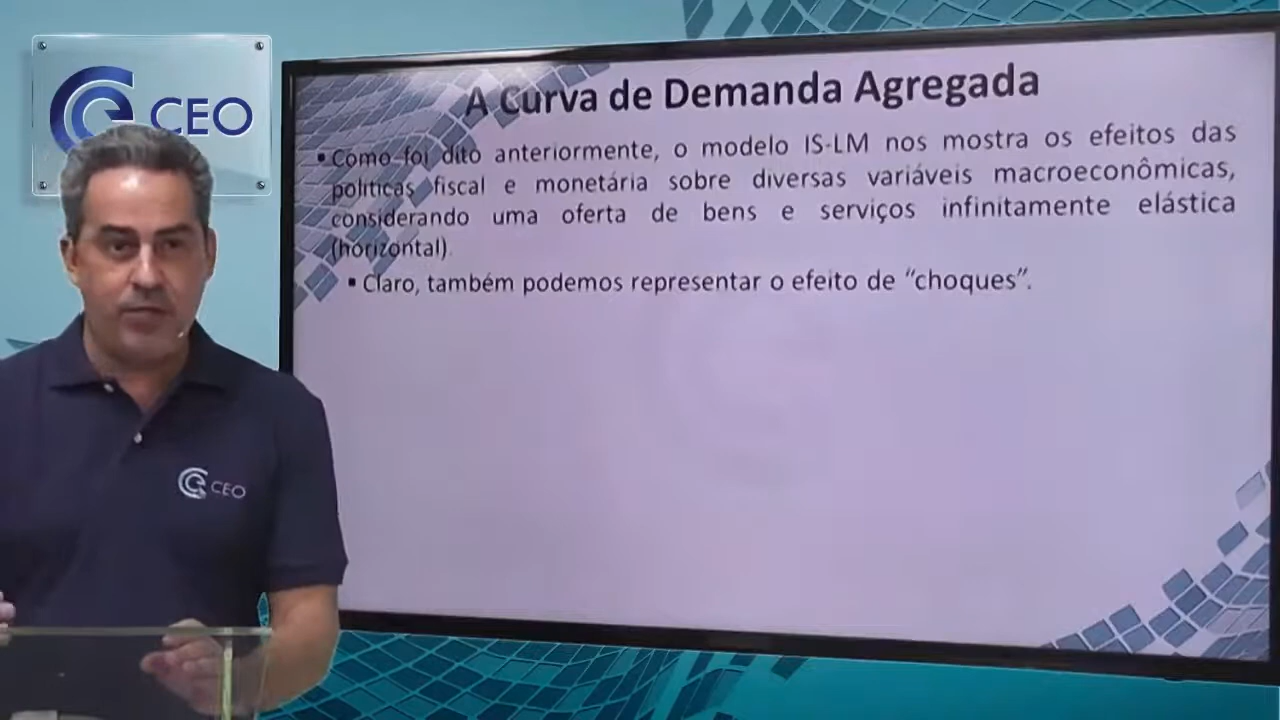 CEO
A Curva de Demanda Agregada
▪ Como foi dito anteriormente, o modelo IS-LM nos mostra os efeitos das
políticas fiscal e monetária sobre diversas variáveis macroeconômicas,
considerando uma oferta de bens e serviços infinitamente elástica
(horizontal).
▪ Claro, também podemos representar o efeito de “choques”.
CEO